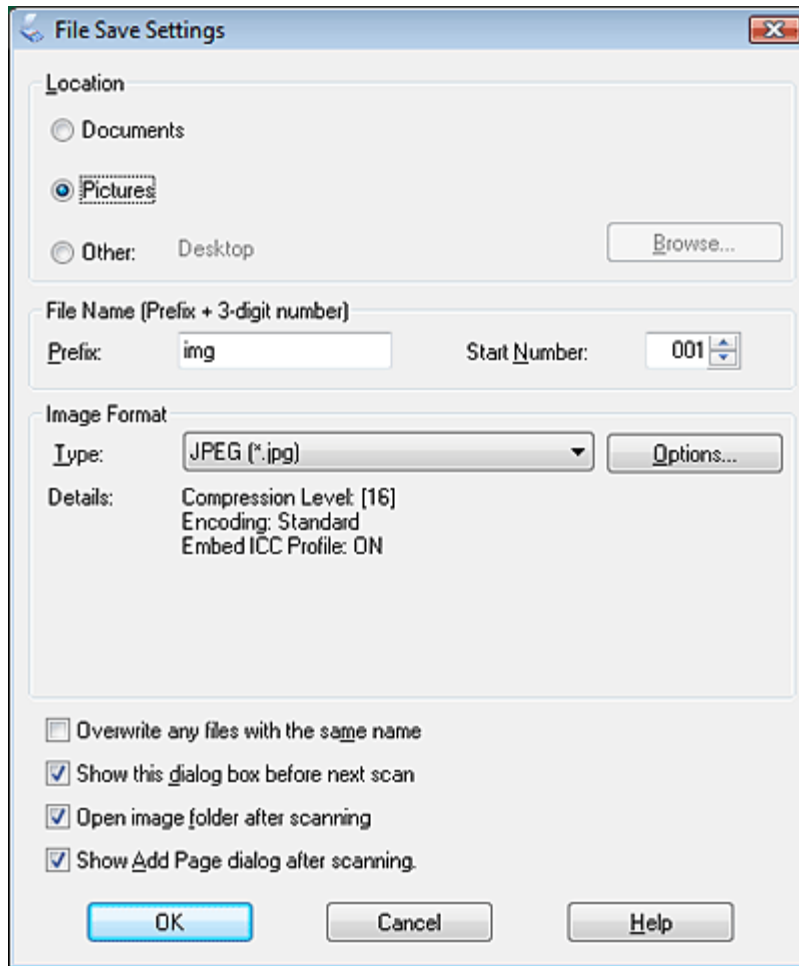 File Save Settings
Location
Documents
Pictures
Other: Desktop Browse...
File Name (Prefix + 3-digit number)
Prefix: img Start Number: 001
Image Format
Type: JPEG (*.jpg) Options...
Details: Compression Level: [16]
Encoding: Standard
Embed ICC Profile: ON
Overwrite any files with the same name
Show this dialog box before next scan
Open image folder after scanning
Show Add Page dialog after scanning.
OK Cancel Help